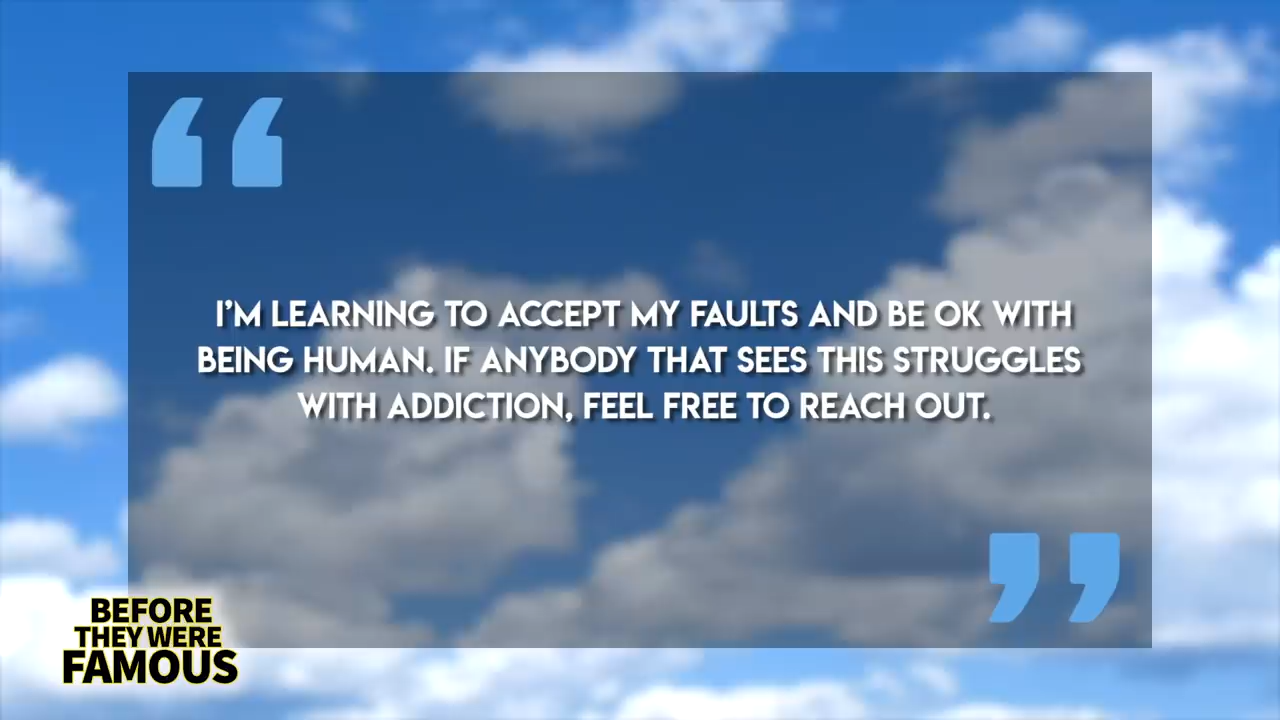 “
I’M LEARNING TO ACCEPT MY FAULTS AND BE OK WITH
BEING HUMAN. IF ANYBODY THAT SEES THIS STRUGGLES
WITH ADDICTION, FEEL FREE TO REACH OUT.
”
BEFORE
THEY WERE
FAMOUS